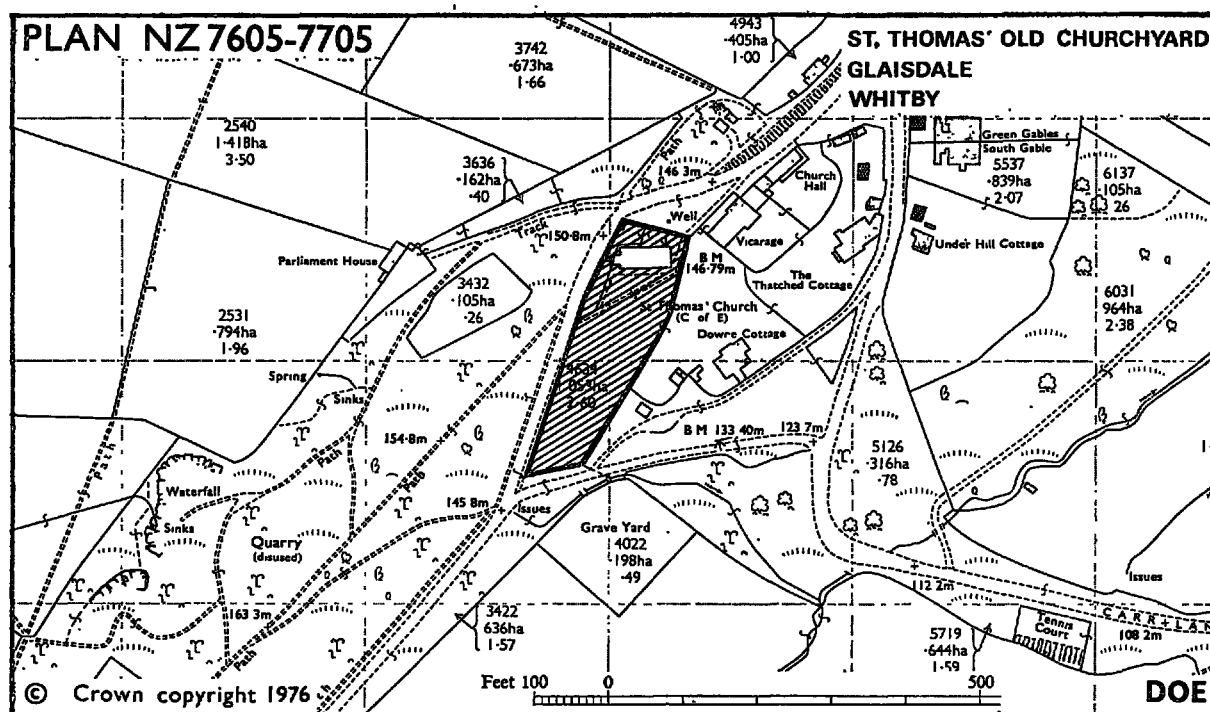 PLAN NZ 7605-7705
ST. THOMAS' OLD CHURCHYARD
GLAISDALE
WHITBY
4943
·405ha
1·00
3742
·673ha
1·66
2540
1·418ha
3·50
3636
·162ha
·40
Path
146 3m
Church
Hall
Green Gables
South Gable
5537
·839ha
2·07
6137
·105ha
·26
Track
150·8m
Well
Vicarage
Under Hill Cottage
Parliament House
B M
146·79m
The
Thatched Cottage
3432
·105ha
·26
St Thomas' Church
(C of E)
Dowre Cottage
6031
964ha
2·38
2531
·794ha
1·96
Spring
Sinks
2·60
154·8m
Path
Path
Path
B M 133 40m
123 7m
5126
·316ha
·78
Waterfall
Sinks
Quarry
(disused)
145 8m
Issues
Grave Yard
4022
198ha
·49
Issues
163 3m
112 2m
3422
636ha
1·57
Path
CARR LAN
108 2m
Tennis
Court
5719
·644ha
1·59
© Crown copyright 1976
Feet 100 0 500
DOE